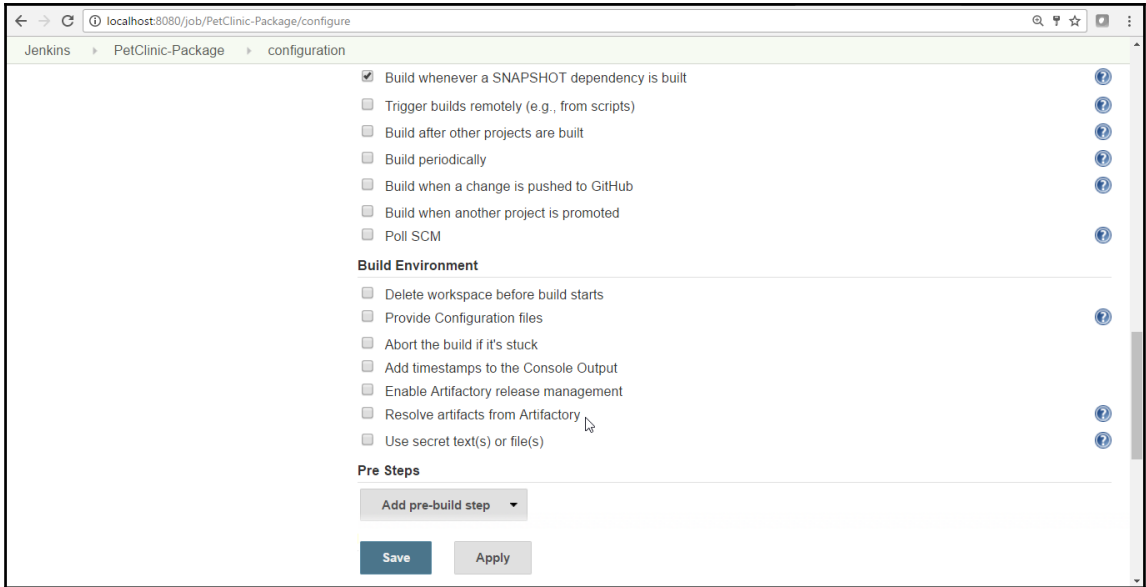 localhost:8080/job/PetClinic-Package/configure
Jenkins PetClinic-Package configuration
Build whenever a SNAPSHOT dependency is built
Trigger builds remotely (e.g., from scripts)
Build after other projects are built
Build periodically
Build when a change is pushed to GitHub
Build when another project is promoted
Poll SCM
Build Environment
Delete workspace before build starts
Provide Configuration files
Abort the build if it's stuck
Add timestamps to the Console Output
Enable Artifactory release management
Resolve artifacts from Artifactory
Use secret text(s) or file(s)
Pre Steps
Add pre-build step
Save Apply